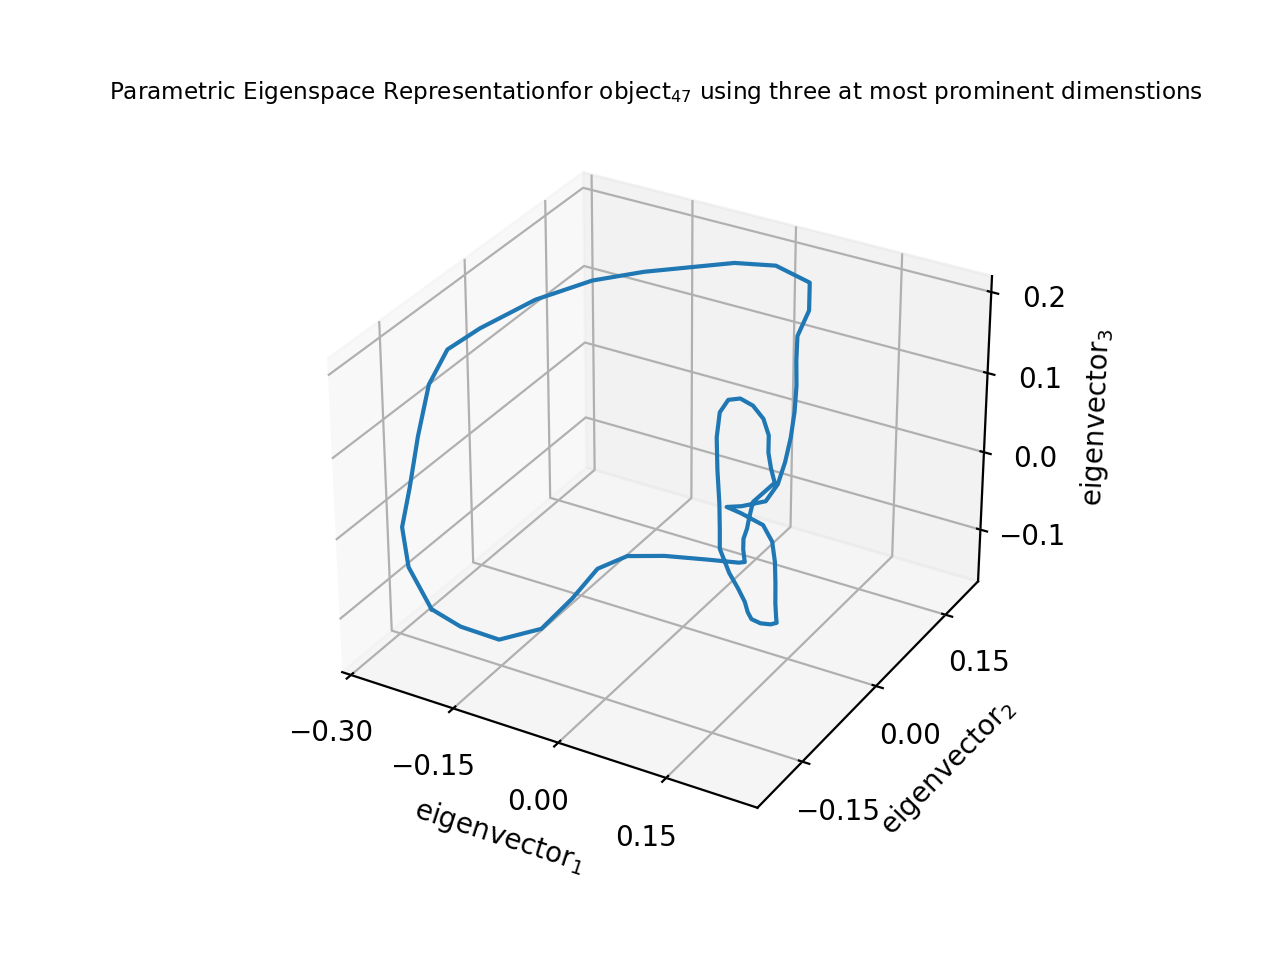 Parametric Eigenspace Representationfor object₄₇ using three at most prominent dimenstions
0.2
0.1
0.0
−0.1
eigenvector₃
−0.30
−0.15
0.00
0.15
eigenvector₁
0.15
0.00
−0.15
eigenvector₂